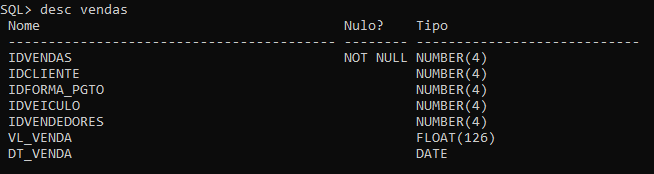 SQL> desc vendas
Nome                                      Nulo?    Tipo
----------------------------------------- -------- ----------------------------
IDVENDAS                                  NOT NULL NUMBER(4)
IDCLIENTE                                          NUMBER(4)
IDFORMA_PGTO                                       NUMBER(4)
IDVEICULO                                          NUMBER(4)
IDVENDEDORES                                       NUMBER(4)
VL_VENDA                                           FLOAT(126)
DT_VENDA                                           DATE